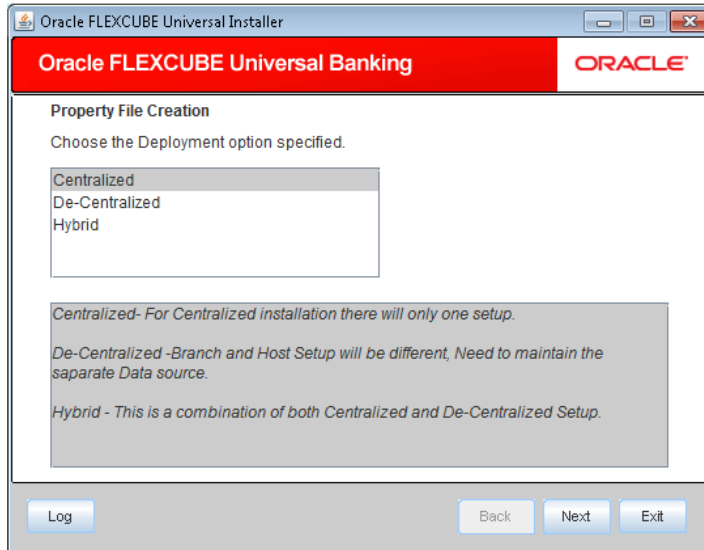 Oracle FLEXCUBE Universal Installer
Oracle FLEXCUBE Universal Banking
ORACLE
Property File Creation
Choose the Deployment option specified.
Centralized
De-Centralized
Hybrid
Centralized- For Centralized installation there will only one setup.
De-Centralized -Branch and Host Setup will be different, Need to maintain the
saparate Data source.
Hybrid - This is a combination of both Centralized and De-Centralized Setup.
Log
Back
Next
Exit